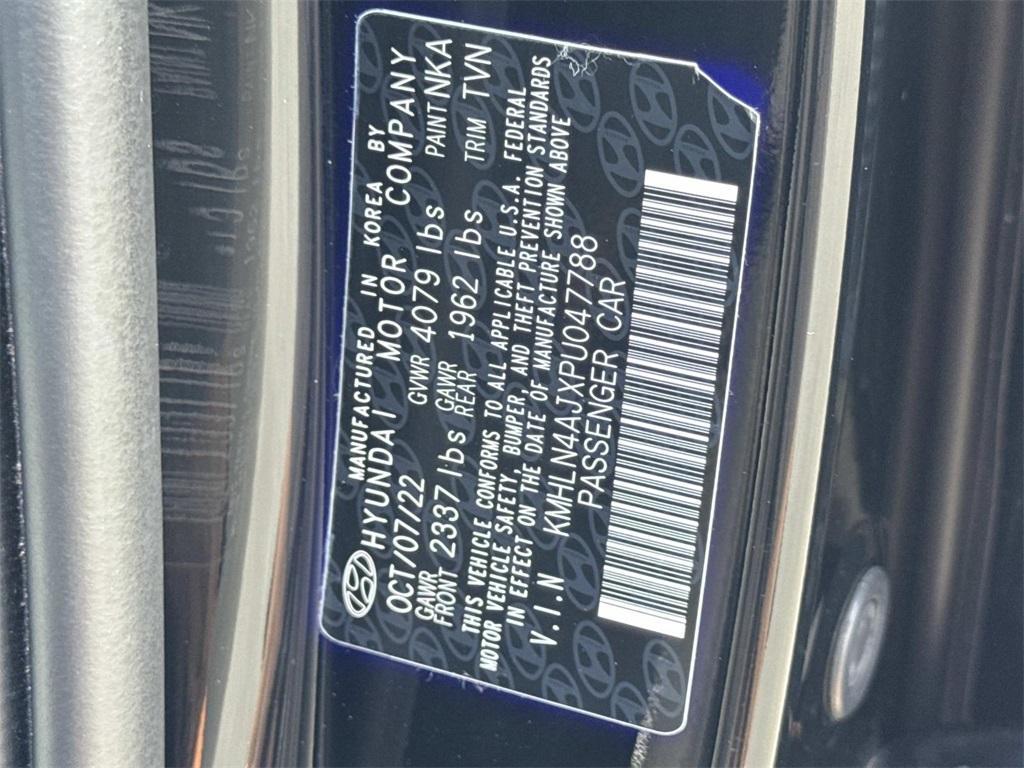 MANUFACTURED IN KOREA BY
HYUNDAI MOTOR COMPANY
OCT/07/22 GVWR 4079 lbs PAINT NKA
GAWR FRONT 2337 lbs GAWR REAR 1962 lbs TRIM TVN
THIS VEHICLE CONFORMS TO ALL APPLICABLE U.S.A. FEDERAL
MOTOR VEHICLE SAFETY, BUMPER, AND THEFT PREVENTION STANDARDS
IN EFFECT ON THE DATE OF MANUFACTURE SHOWN ABOVE
V.I.N KMHLN4AJXPU047788
PASSENGER CAR